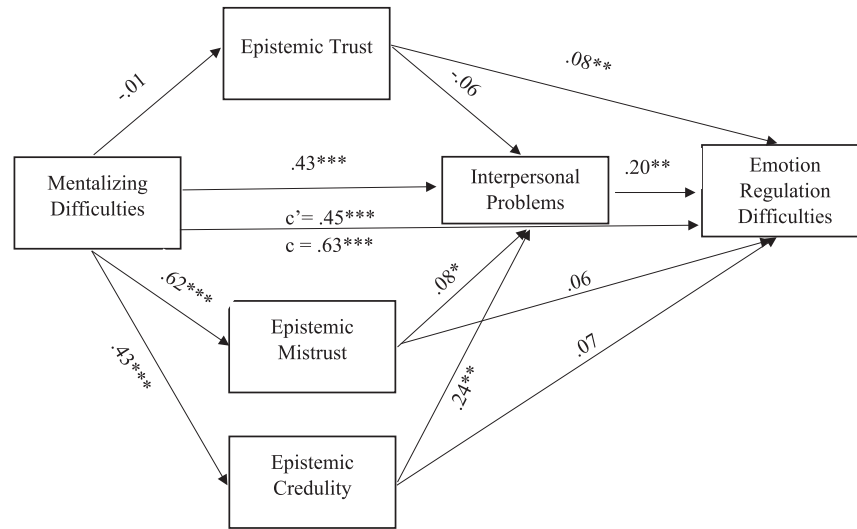 Epistemic Trust
.08**
-.01
-.06
Mentalizing
Difficulties
.43***
Interpersonal
Problems
.20**
Emotion
Regulation
Difficulties
c’= .45***
c = .63***
.62***
.08*
.06
Epistemic
Mistrust
.43***
.24**
.07
Epistemic
Credulity